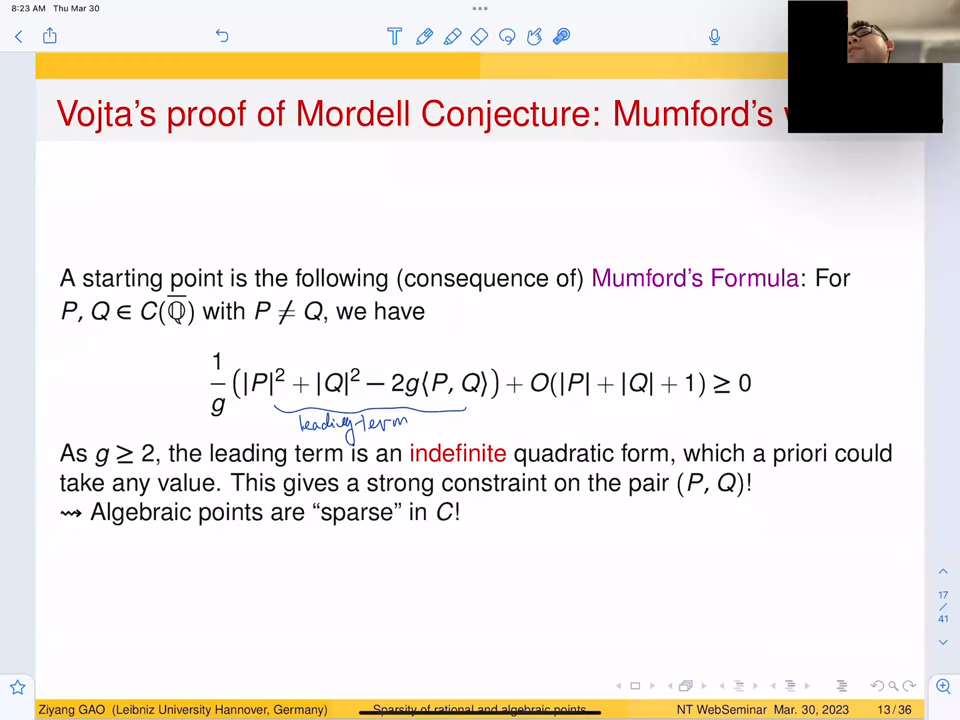 8:23 AM Thu Mar 30
Vojta's proof of Mordell Conjecture: Mumford's
A starting point is the following (consequence of) Mumford's Formula: For
P, Q ∈ C(ℚ̅) with P ≠ Q, we have
1/g (|P|² + |Q|² − 2g⟨P, Q⟩) + O(|P| + |Q| + 1) ≥ 0
leading term
As g ≥ 2, the leading term is an indefinite quadratic form, which a priori could
take any value. This gives a strong constraint on the pair (P, Q)!
⇝ Algebraic points are “sparse” in C!
17
/
41
Ziyang GAO (Leibniz University Hannover, Germany) Sparsity of rational and algebraic points NT WebSeminar Mar. 30, 2023 13 / 36